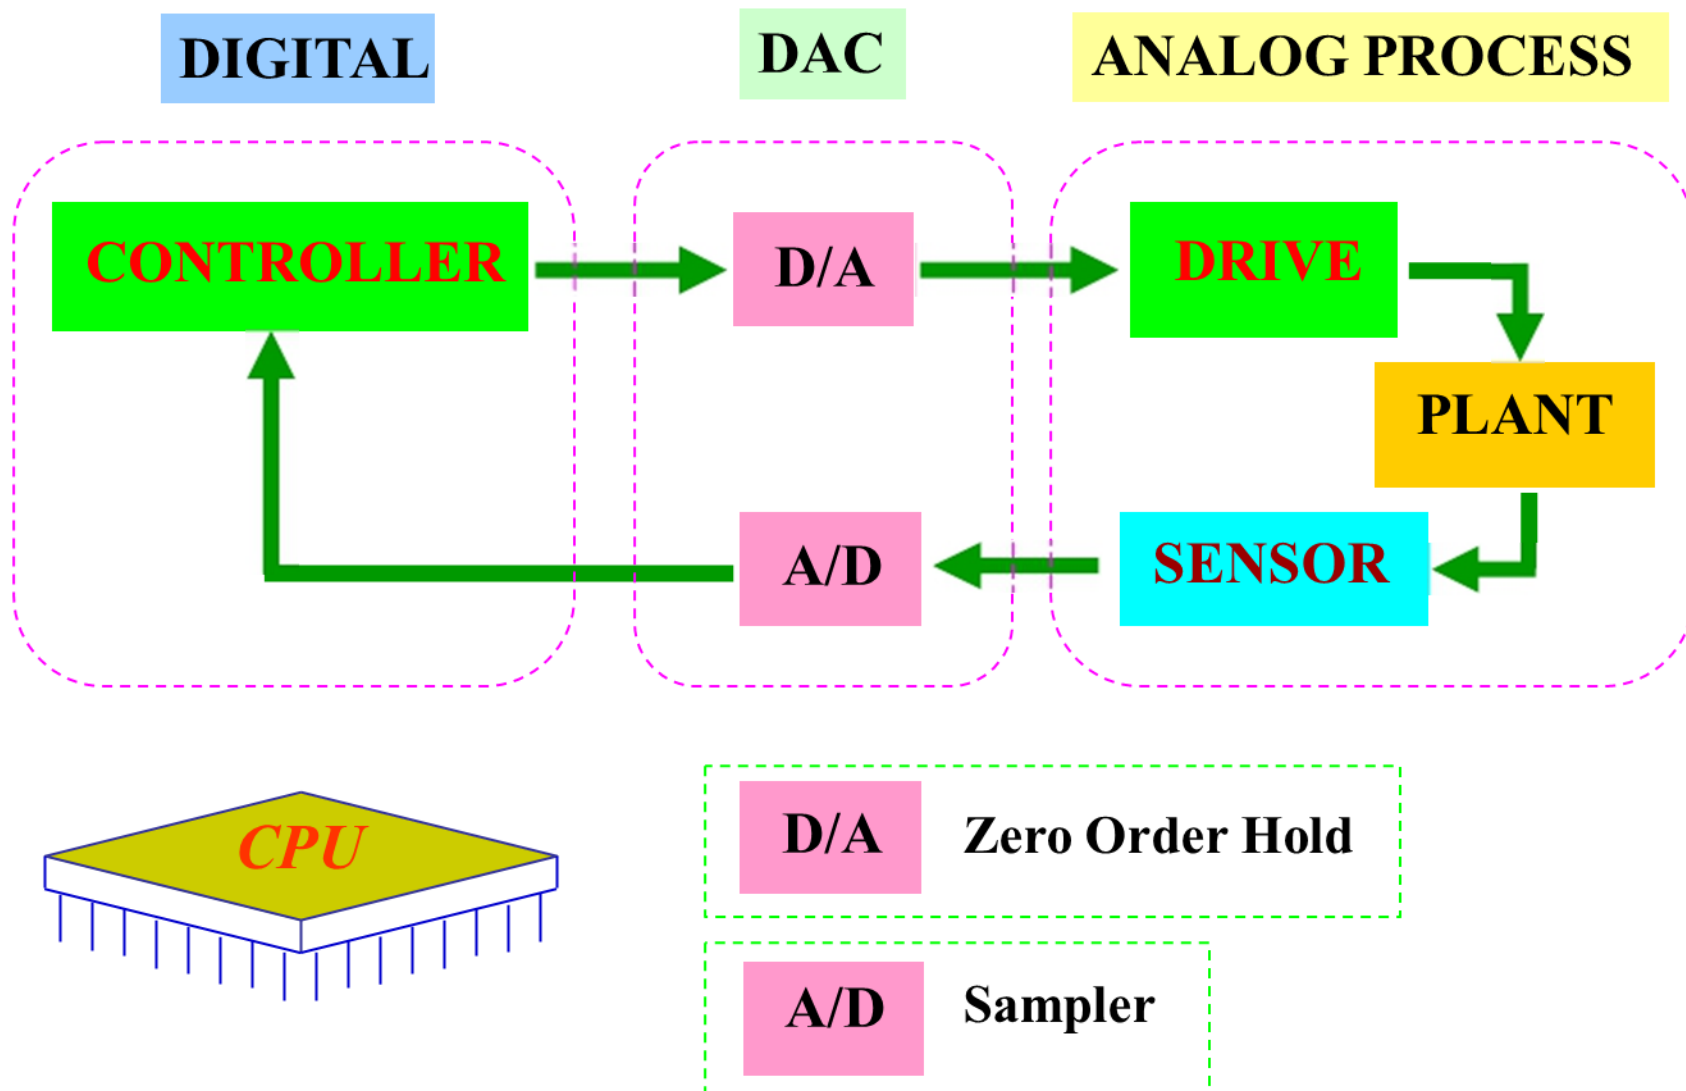 DIGITAL
DAC
ANALOG PROCESS
CONTROLLER
D/A
DRIVE
PLANT
A/D
SENSOR
CPU
D/A Zero Order Hold
A/D Sampler